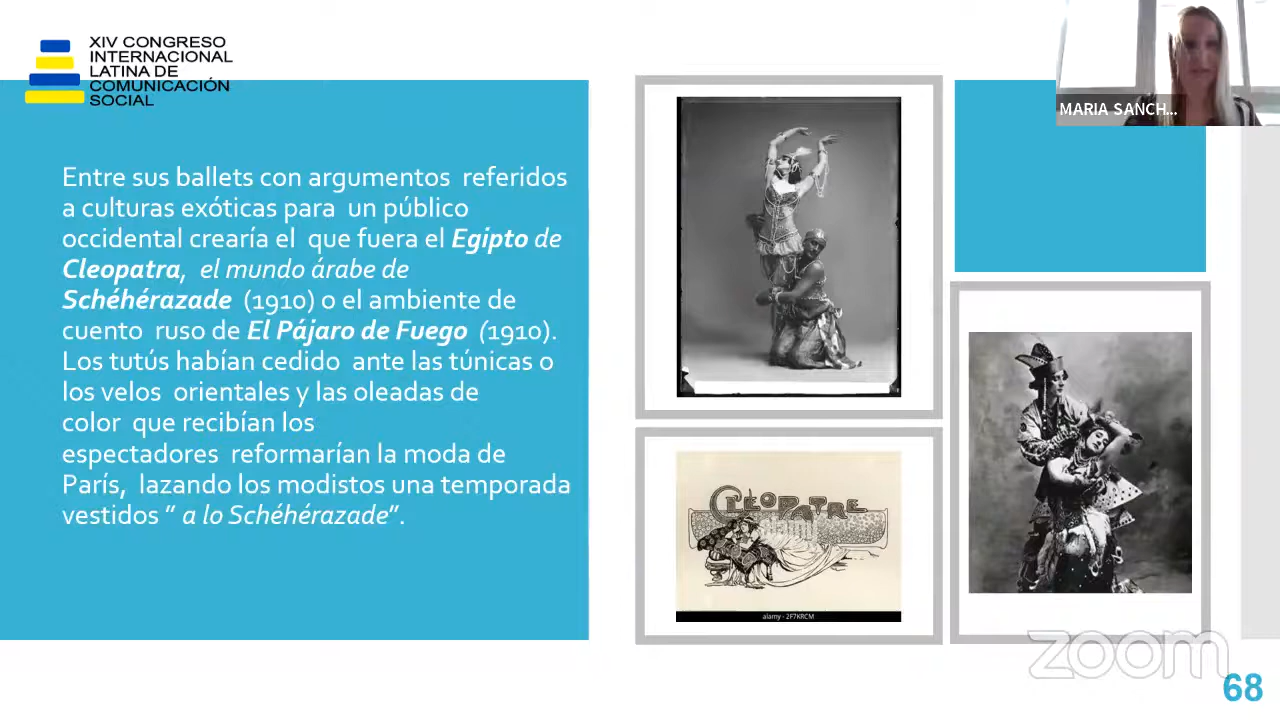 XIV CONGRESO
INTERNACIONAL
LATINA DE
COMUNICACIÓN
SOCIAL
MARIA SANCH...
Entre sus ballets con argumentos referidos
a culturas exóticas para un público
occidental crearía el que fuera el Egipto de
Cleopatra, el mundo árabe de
Schéhérazade (1910) o el ambiente de
cuento ruso de El Pájaro de Fuego (1910).
Los tutús habían cedido ante las túnicas o
los velos orientales y las oleadas de
color que recibían los
espectadores reformarían la moda de
París, lazando los modistos una temporada
vestidos “ a lo Schéhérazade”.
CLÉOPATRE
alamy
alamy - 2F7KRCM
zoom
68